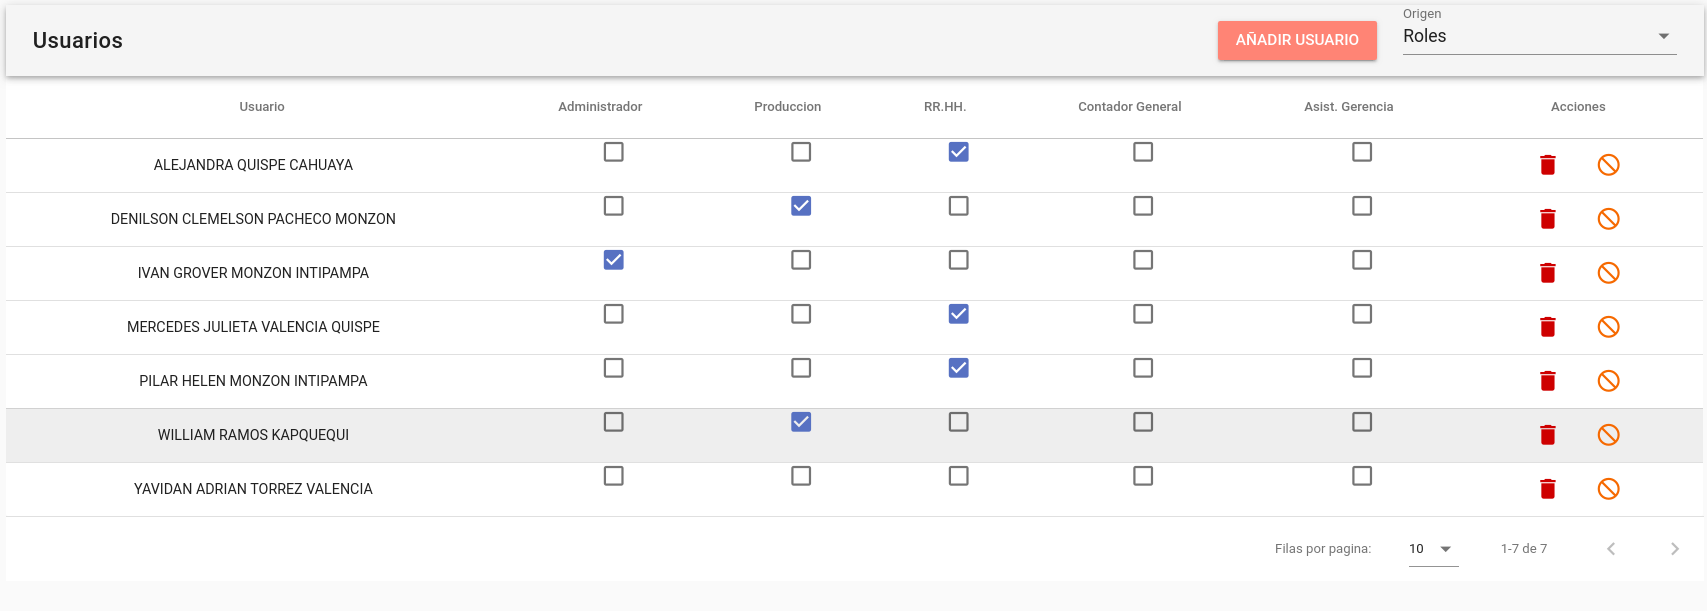 Usuarios
AÑADIR USUARIO
Origen
Roles
Usuario Administrador Produccion RR.HH. Contador General Asist. Gerencia Acciones
ALEJANDRA QUISPE CAHUAYA
DENILSON CLEMELSON PACHECO MONZON
IVAN GROVER MONZON INTIPAMPA
MERCEDES JULIETA VALENCIA QUISPE
PILAR HELEN MONZON INTIPAMPA
WILLIAM RAMOS KAPQUEQUI
YAVIDAN ADRIAN TORREZ VALENCIA
Filas por pagina: 10 1-7 de 7